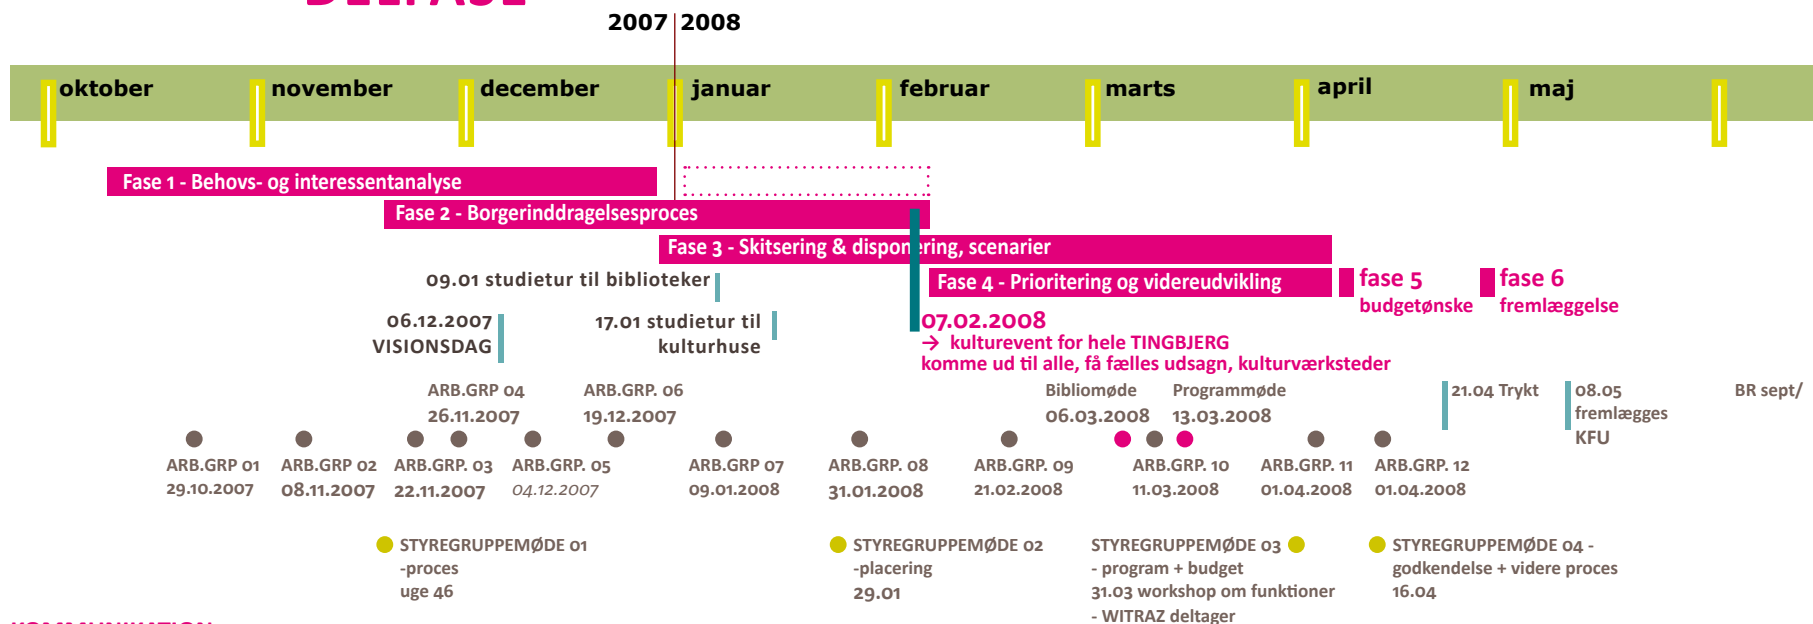 DELFASE
2007 2008
oktober november december januar februar marts april maj
Fase 1 - Behovs- og interessentanalyse
Fase 2 - Borgerinddragelsesproces
Fase 3 - Skitsering & disponering, scenarier
Fase 4 - Prioritering og videreudvikling
fase 5
budgetønske
fase 6
fremlæggelse
09.01 studietur til biblioteker
06.12.2007
VISIONSDAG
17.01 studietur til
kulturhuse
07.02.2008
→ kulturevent for hele TINGBJERG
komme ud til alle, få fælles udsagn, kulturværksteder
ARB.GRP 04
26.11.2007
ARB.GRP. 06
19.12.2007
Bibliomøde
06.03.2008
Programmøde
13.03.2008
21.04 Trykt
08.05
fremlægges
KFU
BR sept/
ARB.GRP 01
29.10.2007
ARB.GRP 02
08.11.2007
ARB.GRP. 03
22.11.2007
ARB.GRP. 05
04.12.2007
ARB.GRP 07
09.01.2008
ARB.GRP. 08
31.01.2008
ARB.GRP. 09
21.02.2008
ARB.GRP. 10
11.03.2008
ARB.GRP. 11
01.04.2008
ARB.GRP. 12
01.04.2008
STYREGRUPPEMØDE 01
-proces
uge 46
STYREGRUPPEMØDE 02
-placering
29.01
STYREGRUPPEMØDE 03
- program + budget
31.03 workshop om funktioner
- WITRAZ deltager
STYREGRUPPEMØDE 04 -
godkendelse + videre proces
16.04
KOMMUNIKATION